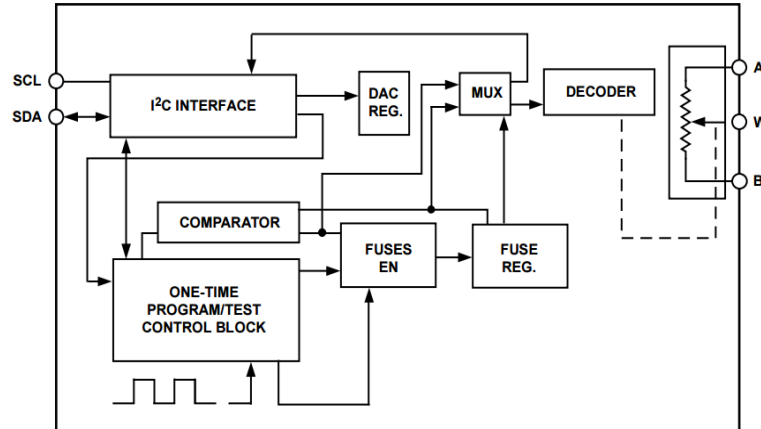 SCL
SDA
I²C INTERFACE
DAC
REG.
MUX
DECODER
A
W
B
COMPARATOR
FUSES
EN
FUSE
REG.
ONE-TIME
PROGRAM/TEST
CONTROL BLOCK